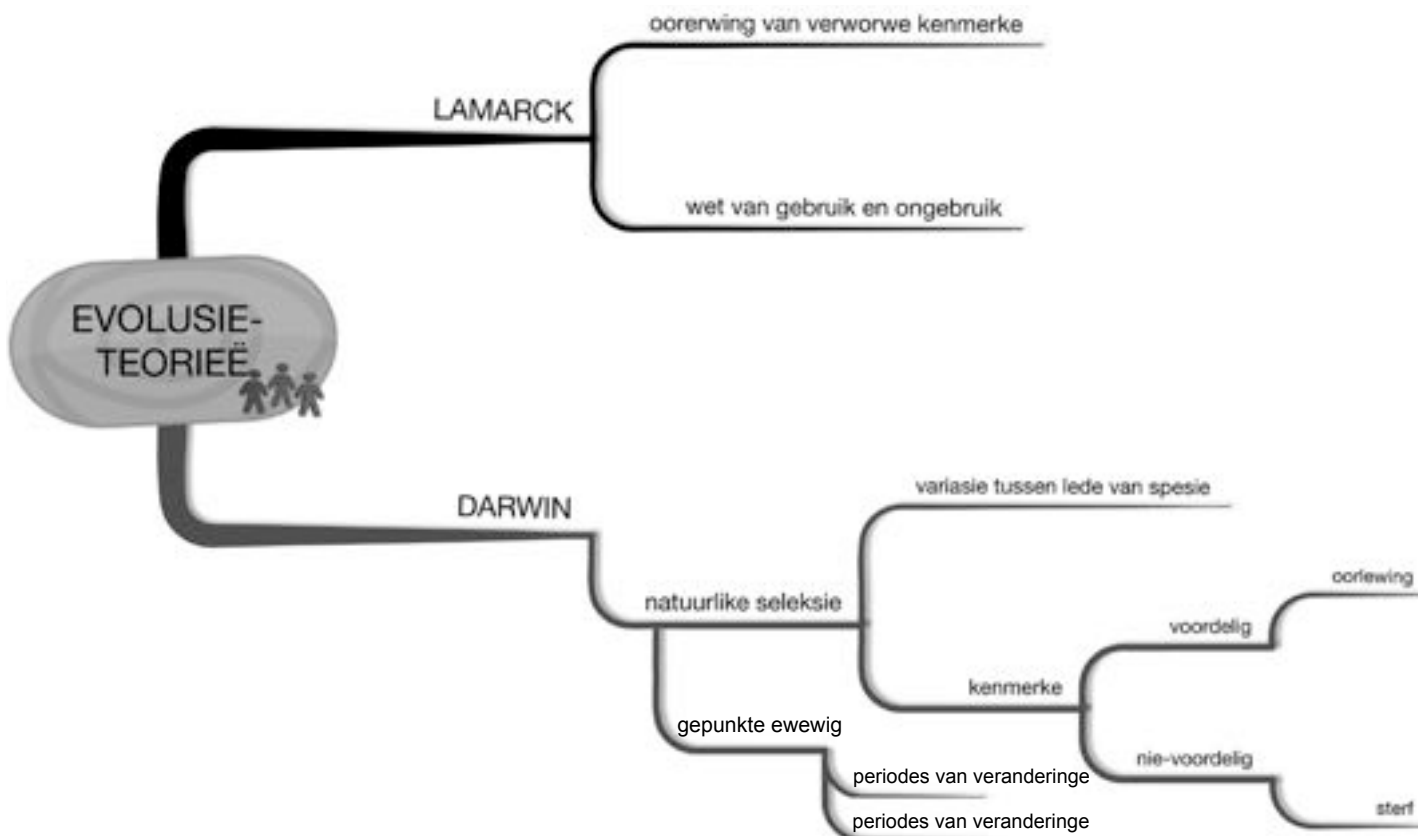 oorerwing van verworwe kenmerke
LAMARCK
wet van gebruik en ongebruik
EVOLUSIE-
TEORIEË
DARWIN
variasie tussen lede van spesie
natuurlike seleksie
oorlewing
voordelig
kenmerke
gepunkte ewewig
nie-voordelig
periodes van veranderinge
sterf
periodes van veranderinge